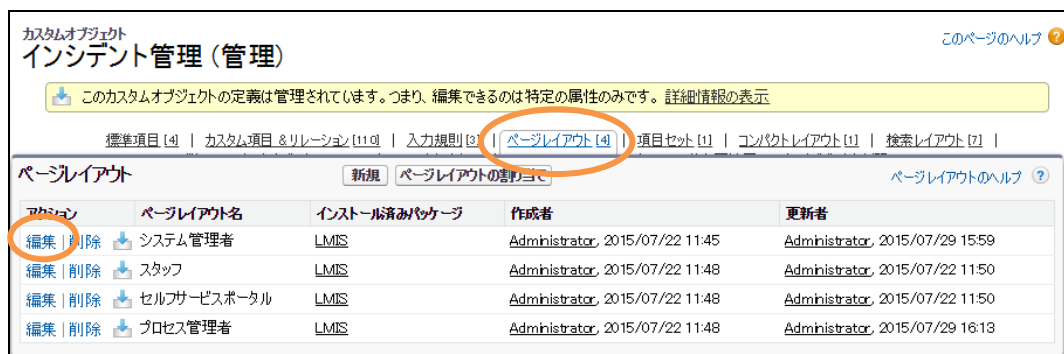 カスタムオブジェクト
インシデント管理 (管理)
このページのヘルプ ?
このカスタムオブジェクトの定義は管理されています。つまり、編集できるのは特定の属性のみです。 詳細情報の表示
標準項目 [4] | カスタム項目 &リレーション [110] | 入力規則 [3] | ページレイアウト [4] | 項目セット [1] | コンパクトレイアウト [1] | 検索レイアウト [7] |
ページレイアウト 新規 ページレイアウトの割り当て ページレイアウトのヘルプ ?
アクション ページレイアウト名 インストール済みパッケージ 作成者 更新者
編集 | 削除 システム管理者 LMIS Administrator, 2015/07/22 11:45 Administrator, 2015/07/29 15:59
編集 | 削除 スタッフ LMIS Administrator, 2015/07/22 11:48 Administrator, 2015/07/22 11:50
編集 | 削除 セルフサービスポータル LMIS Administrator, 2015/07/22 11:48 Administrator, 2015/07/22 11:50
編集 | 削除 プロセス管理者 LMIS Administrator, 2015/07/22 11:48 Administrator, 2015/07/29 16:13